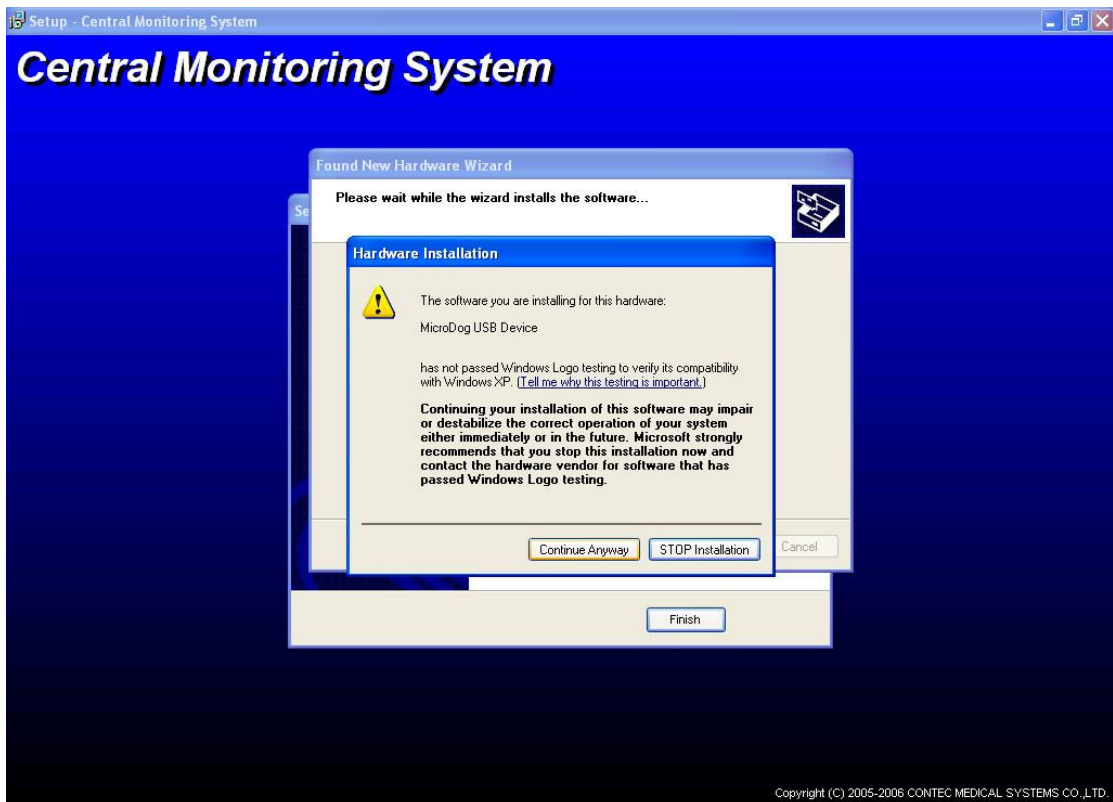 Setup - Central Monitoring System
Central Monitoring System
Found New Hardware Wizard
Please wait while the wizard installs the software...
Se
Hardware Installation
The software you are installing for this hardware:
MicroDog USB Device
has not passed Windows Logo testing to verify its compatibility
with Windows XP. (Tell me why this testing is important.)
Continuing your installation of this software may impair
or destabilize the correct operation of your system
either immediately or in the future. Microsoft strongly
recommends that you stop this installation now and
contact the hardware vendor for software that has
passed Windows Logo testing.
Continue Anyway
STOP Installation
Cancel
Finish
Copyright (C) 2005-2006 CONTEC MEDICAL SYSTEMS CO.,LTD.